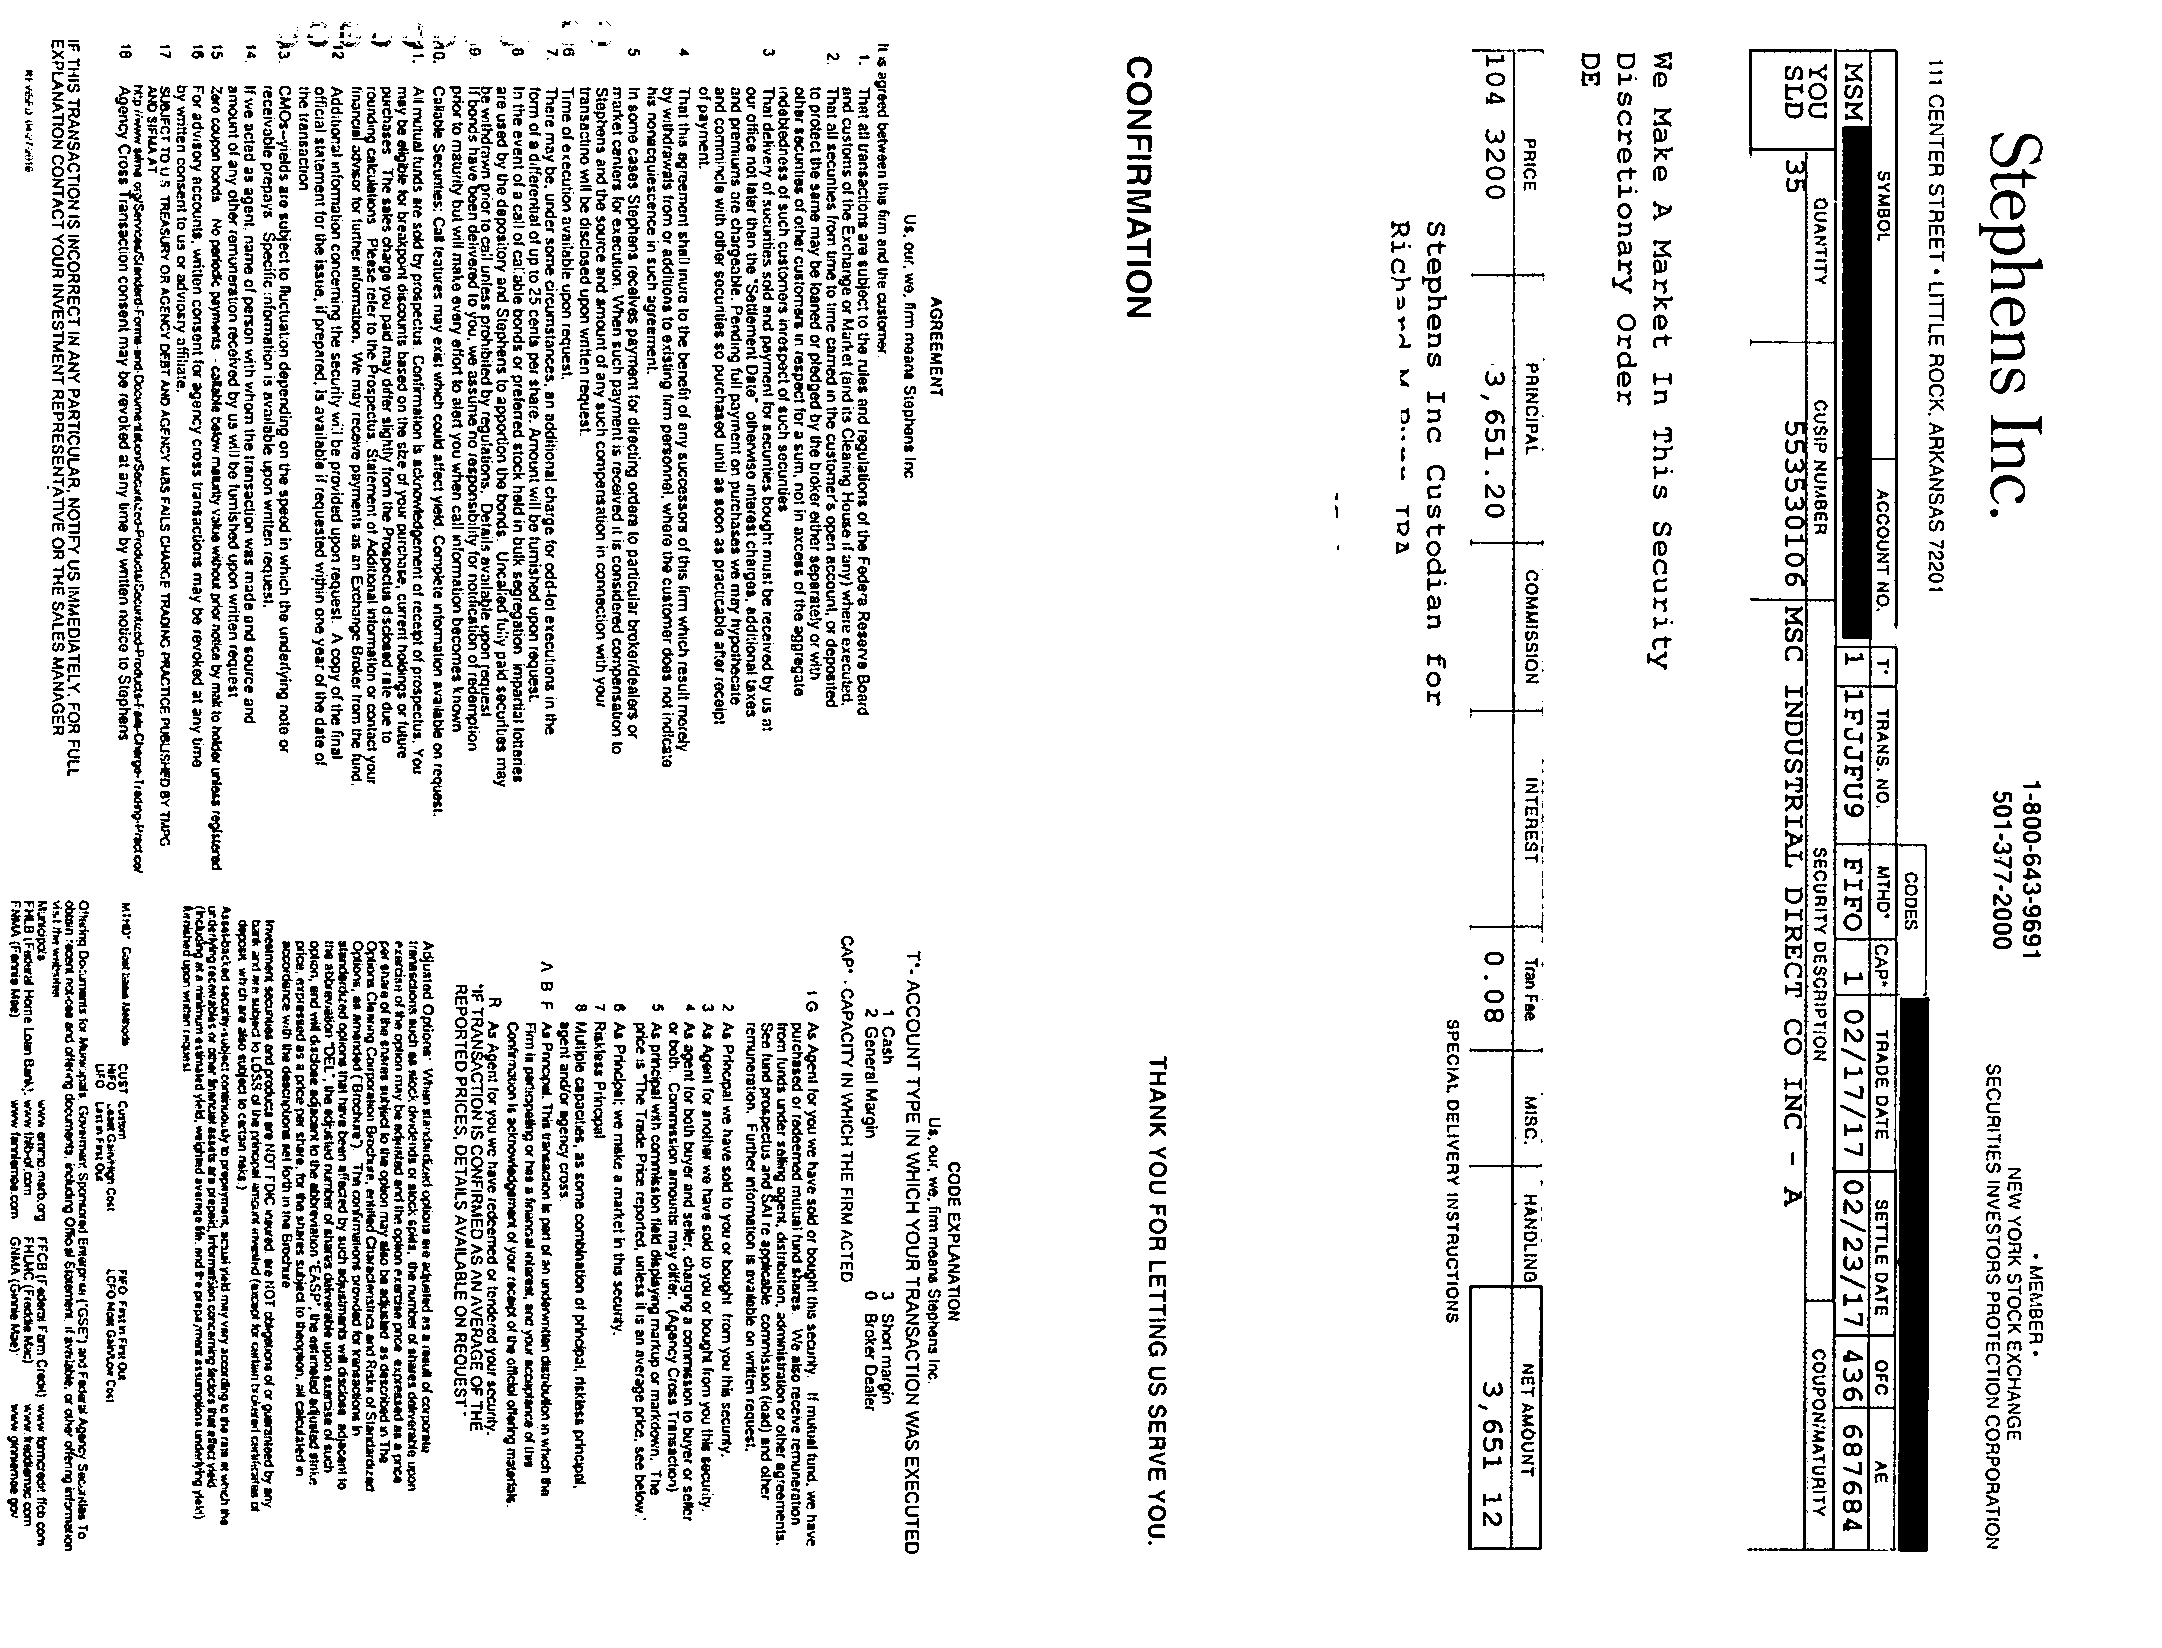 Stephens Inc.
111 CENTER STREET • LITTLE ROCK, ARKANSAS 72201
1-800-643-9691
501-377-2000
• MEMBER •
NEW YORK STOCK EXCHANGE
SECURITIES INVESTORS PROTECTION CORPORATION
CODES
SYMBOL ACCOUNT NO. T* TRANS. NO. MTHD* CAP* TRADE DATE SETTLE DATE OFC AE
MSM 1 1FJJFU9 FIFO 1 02/17/17 02/23/17 436 687684
YOU SLD QUANTITY CUSIP NUMBER SECURITY DESCRIPTION COUPON/MATURITY
35 553530106 MSC INDUSTRIAL DIRECT CO INC - A
We Make A Market In This Security
Discretionary Order
DE
PRICE PRINCIPAL COMMISSION INTEREST Tran Fee MISC. HANDLING NET AMOUNT
104 3200 3,651.20 0.08 3,651 12
SPECIAL DELIVERY INSTRUCTIONS
Stephens Inc Custodian for
Richard M
CONFIRMATION
THANK YOU FOR LETTING US SERVE YOU.
AGREEMENT
Us, our, we, firm means Stephens Inc
It is agreed between this firm and the customer.
1. That all transactions are subject to the rules and regulations of the Federal Reserve Board
and customs of the Exchange or Market (and its Clearing House if any) where executed.
2. That all securities from time to time carried in the customer's open account, or deposited
to protect the same may be loaned or pledged by the broker either separately or with
other securities of other customers in respect for a sum, not in excess of the aggregate
indebtedness of such customers irrespect of such securities
3 That delivery of securities sold and payment for securities bought must be received by us at
our office not later than the "Settlement Date" otherwise interest charges, additional taxes
and premiums are chargeable. Pending full payment on purchases we may hypothecate
and commingle with other securities so purchased until as soon as practicable after receipt
of payment.
4 That this agreement shall inure to the benefit of any successors of this firm which result merely
by withdrawals from or additions to existing firm personnel, where the customer does not indicate
his nonacquiescence in such agreement.
5 In some cases Stephens receives payment for directing orders to particular broker/dealers or
market centers for execution. When such payment is received it is considered compensation to
Stephens and the source and amount of any such compensation in connection with your
transaction will be disclosed upon written request.
6 Time of execution available upon request.
7. There may be, under some circumstances, an additional charge for odd-lot executions in the
form of a differential of up to 25 cents per share. Amount will be furnished upon request.
8 In the event of a call of callable bonds or preferred stock held in bulk segregation impartial lotteries
are used by the depository and Stephens to apportion the bonds. Uncalled fully paid securities may
be withdrawn prior to call unless prohibited by regulations. Details available upon request
9. If bonds have been delivered to you, we assume no responsibility for notification of redemption
prior to maturity but will make every effort to alert you when call information becomes known
10. Callable Securities: Call features may exist which could affect yield. Complete information available on request.
11. All mutual funds are sold by prospectus. Confirmation is acknowledgement of receipt of prospectus. You
may be eligible for breakpoint discounts based on the size of your purchase, current holdings or future
purchases The sales charge you paid may differ slightly from the Prospectus disclosed rate due to
rounding calculations Please refer to the Prospectus, Statement of Additional Information or contact your
financial advisor for further information. We may receive payments as an Exchange Broker from the fund.
12 Additional information concerning the security will be provided upon request. A copy of the final
official statement for the issue, if prepared, is available if requested within one year of the date of
the transaction
13. CMOs--yields are subject to fluctuation depending on the speed in which the underlying note or
receivable prepays. Specific information is available upon written request.
14. If we acted as agent, name of person with whom the transaction was made and source and
amount of any other remuneration received by us will be furnished upon written request
15 Zero coupon bonds No periodic payments - callable below maturity value without prior notice by mail to holder unless registered
16 For advisory accounts, written consent for agency cross transactions may be revoked at any time
by written consent to us or advisory affiliate.
17 SUBJECT TO U.S. TREASURY OR AGENCY DEBT AND AGENCY MBS FAILS CHARGE TRADING PRACTICE PUBLISHED BY TMPG
AND SIFMA AT
http://www.sifma.org/Services/Standard-Forms-and-Documentation/Securitized-Products/Securitized-Products-Fails-Charge-Trading-Practice/
18 Agency Cross Transaction consent may be revoked at any time by written notice to Stephens
IF THIS TRANSACTION IS INCORRECT IN ANY PARTICULAR, NOTIFY US IMMEDIATELY, FOR FULL
EXPLANATION CONTACT YOUR INVESTMENT REPRESENTATIVE OR THE SALES MANAGER
CODE EXPLANATION
Us, our, we, firm means Stephens Inc.
T* - ACCOUNT TYPE IN WHICH YOUR TRANSACTION WAS EXECUTED
1 Cash 3 Short margin
2 General Margin 0 Broker Dealer
CAP* - CAPACITY IN WHICH THE FIRM ACTED
1 G As Agent for you we have sold or bought this security. If mutual fund, we have
purchased or redeemed mutual fund shares. We also receive remuneration
from funds under selling agent, distribution, administration or other agreements.
See fund prospectus and SAI re applicable commission (load) and other
remuneration. Further information is available on written request.
2 As Principal we have sold to you or bought from you this security.
3 As Agent for another we have sold to you or bought from you this security.
4 As agent for both buyer and seller, charging a commission to buyer or seller
or both. Commission amounts may differ. (Agency Cross Transaction)
5 As principal with commission field displaying markup or markdown. The
price is "The Trade Price reported, unless it is an average price, see below."
6 As Principal; we make a market in this security.
7 Riskless Principal
8 Multiple capacities, as some combination of principal, riskless principal,
agent and/or agency cross.
A B F As Principal. This transaction is part of an underwritten distribution in which the
Firm is participating or has a financial interest, and your acceptance of this
Confirmation is acknowledgement of your receipt of the official offering materials.
R As Agent for you we have redeemed or tendered your security.
"IF TRANSACTION IS CONFIRMED AS AN AVERAGE OF THE
REPORTED PRICES, DETAILS AVAILABLE ON REQUEST"
Adjusted Options: When standardized options are adjusted as a result of corporate
transactions such as stock dividends or stock splits, the number of shares deliverable upon
exercise of the option may be adjusted and the option exercise price expressed as a price
per share of the shares subject to the option may also be adjusted as described in The
Options Clearing Corporation Brochure, entitled Characteristics and Risks of Standardized
Options, as amended ("Brochure"). The confirmations provided for transactions in
standardized options that have been affected by such adjustments will disclose adjacent to
the abbreviation "DEL", the adjusted number of shares deliverable upon exercise of such
option, and will disclose adjacent to the abbreviation "EASP", the estimated adjusted strike
price, expressed as a price per share, for the shares subject to the option, all calculated in
accordance with the descriptions set forth in the Brochure
Investment securities and products are NOT FDIC insured, are NOT obligations of or guaranteed by any
bank and are subject to LOSS of the principal amount invested (except for certain brokered certificates of
deposit, which are also subject to certain risks.)
Asset-backed security-subject continuously to prepayment, actual yield may vary according to the rate at which the
underlying receivables or other financial assets are prepaid, information concerning factors that affect yield
(including at a minimum estimated yield, weighted average life, and the prepayment assumptions underlying yield)
furnished upon written request
MTHD* Cost basis Methods CUST Custom FIFO First in First Out
HIFO Least Gain/High Cost LCFO Most Gain/Low Cost
LIFO Last in First Out
Offering Documents for Municipals, Government Sponsored Enterprise ("GSE") and Federal Agency Securities To
obtain recent notices and offering documents, including Official Statement, if available, or other offering information
visit the websites
Municipals www.emma.msrb.org FFCB (Federal Farm Credit) www.farmcredit-ffcb.com
FHLB (Federal Home Loan Bank), www.fhlb-of.com FHLMC (Freddie Mac) www.freddiemac.com
FNMA (Fannie Mae) www.fanniemae.com GNMA (Ginnie Mae) www.ginniemae.gov